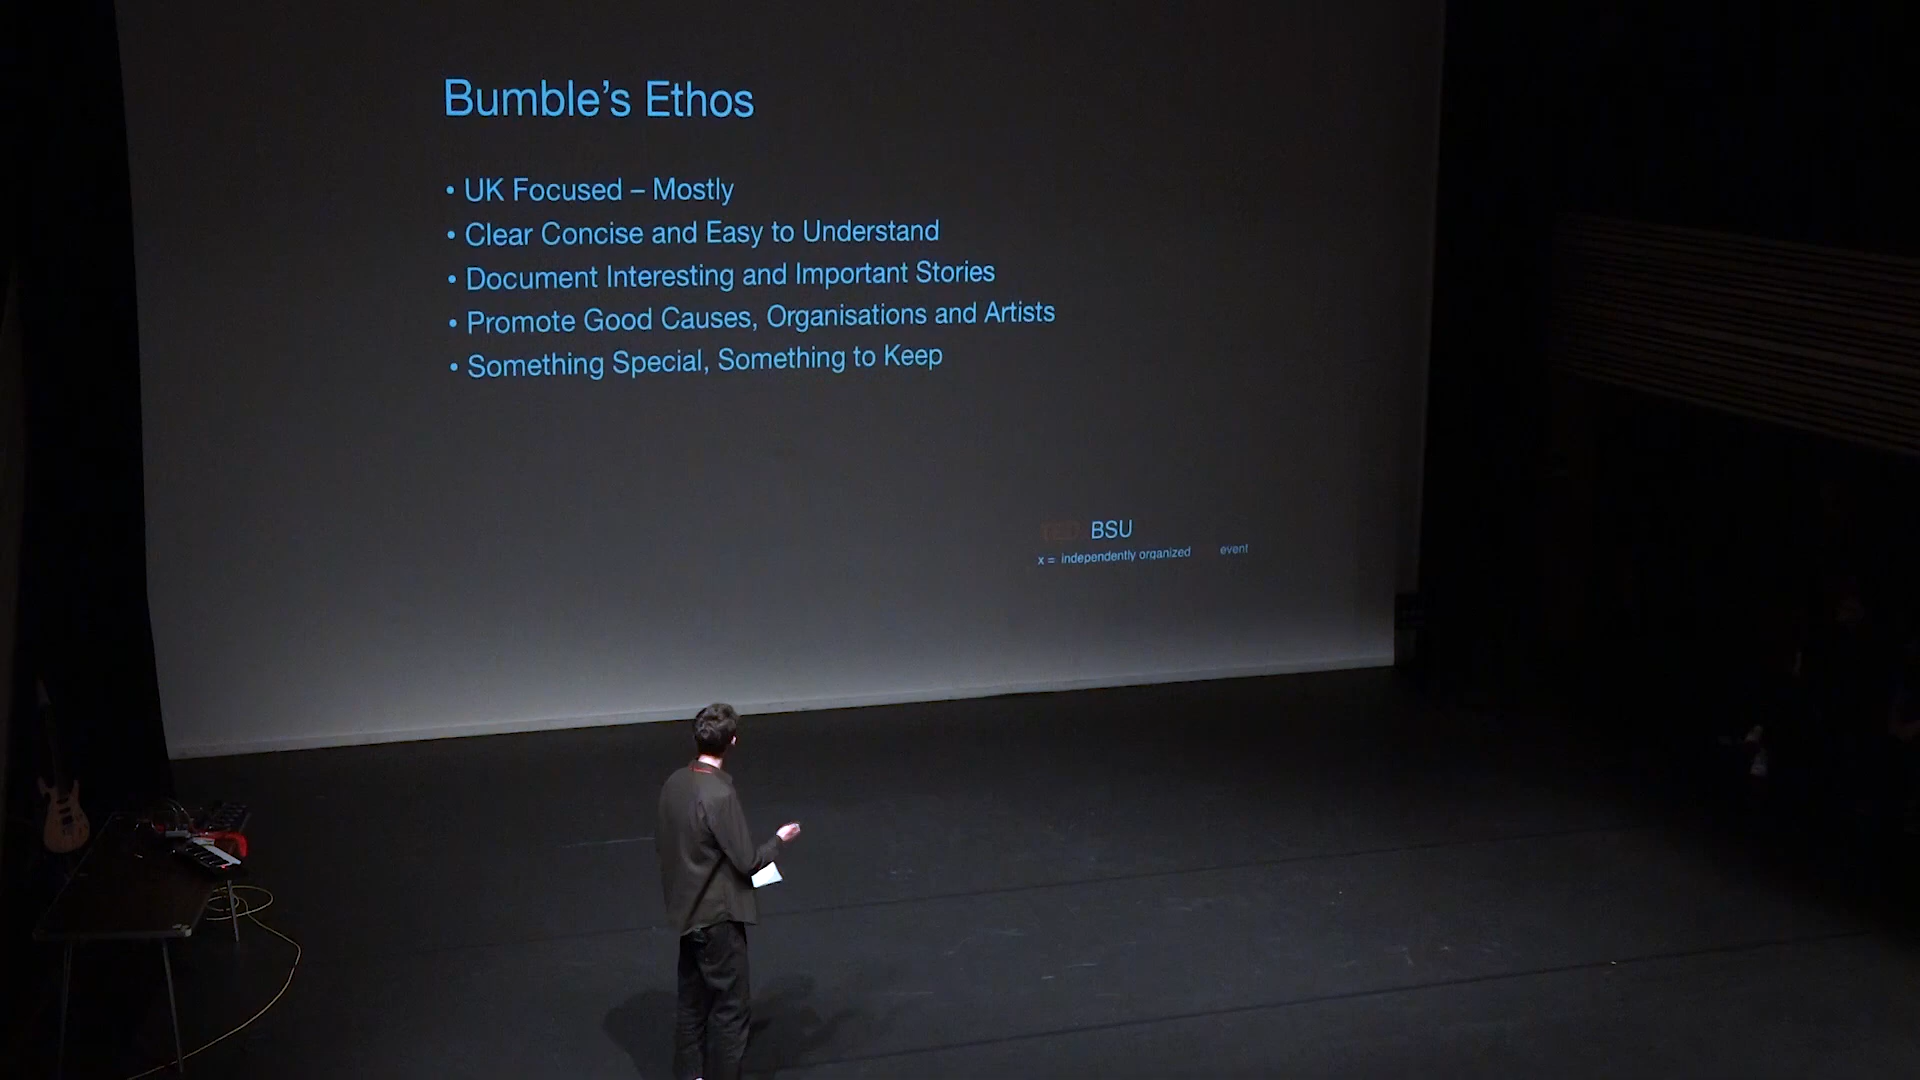 Bumble’s Ethos
• UK Focused – Mostly
• Clear Concise and Easy to Understand
• Document Interesting and Important Stories
• Promote Good Causes, Organisations and Artists
• Something Special, Something to Keep
TED BSU
x = independently organized event